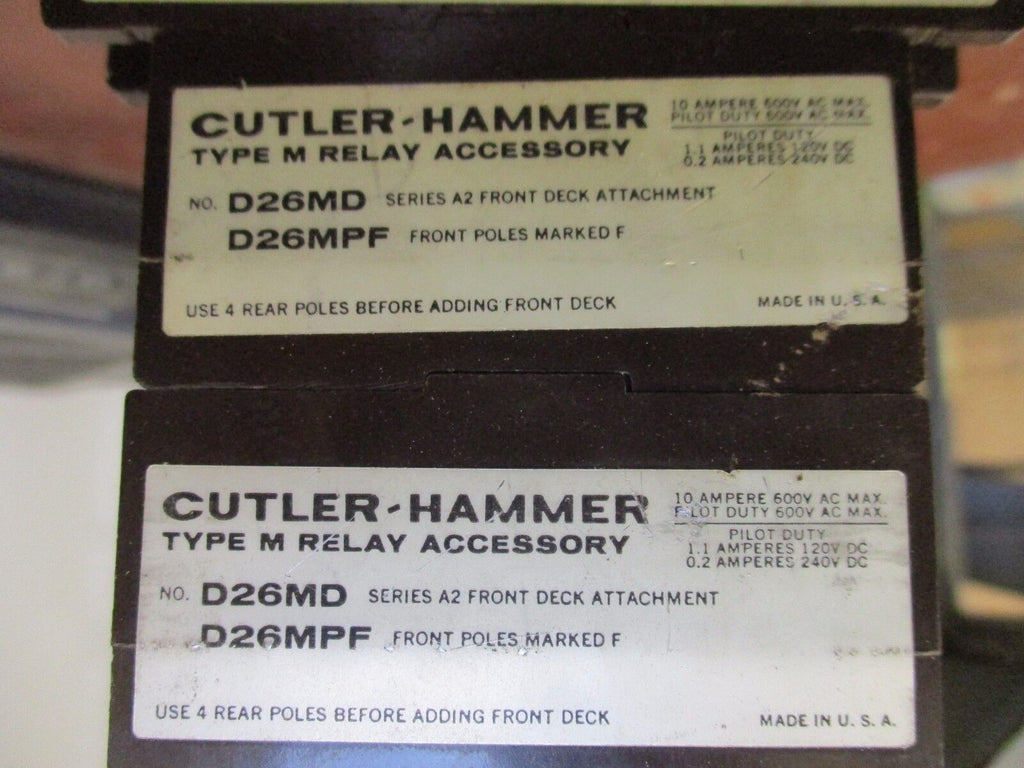 CUTLER-HAMMER
TYPE M RELAY ACCESSORY
10 AMPERE 600V AC MAX.
PILOT DUTY 600V AC MAX.
PILOT DUTY
1.1 AMPERES 120V DC
0.2 AMPERES 240V DC
NO. D26MD SERIES A2 FRONT DECK ATTACHMENT
D26MPF FRONT POLES MARKED F
USE 4 REAR POLES BEFORE ADDING FRONT DECK
MADE IN U.S.A.
CUTLER-HAMMER
TYPE M RELAY ACCESSORY
10 AMPERE 600V AC MAX.
PILOT DUTY 600V AC MAX.
PILOT DUTY
1.1 AMPERES 120V DC
0.2 AMPERES 240V DC
NO. D26MD SERIES A2 FRONT DECK ATTACHMENT
D26MPF FRONT POLES MARKED F
USE 4 REAR POLES BEFORE ADDING FRONT DECK
MADE IN U.S.A.